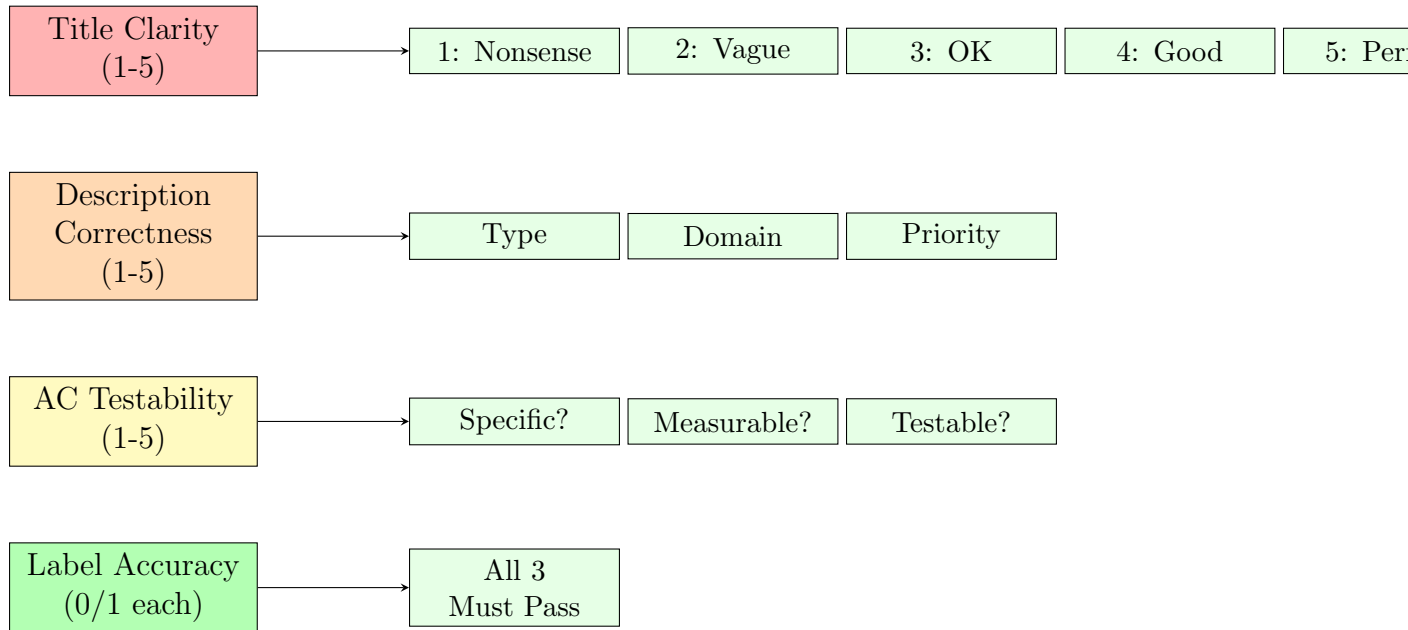 Title Clarity
(1-5)
1: Nonsense
2: Vague
3: OK
4: Good
5:
Description
Correctness
(1-5)
Type
Domain
Priority
AC Testability
(1-5)
Specific?
Measurable?
Testable?
Label Accuracy
(0/1 each)
All 3
Must Pass